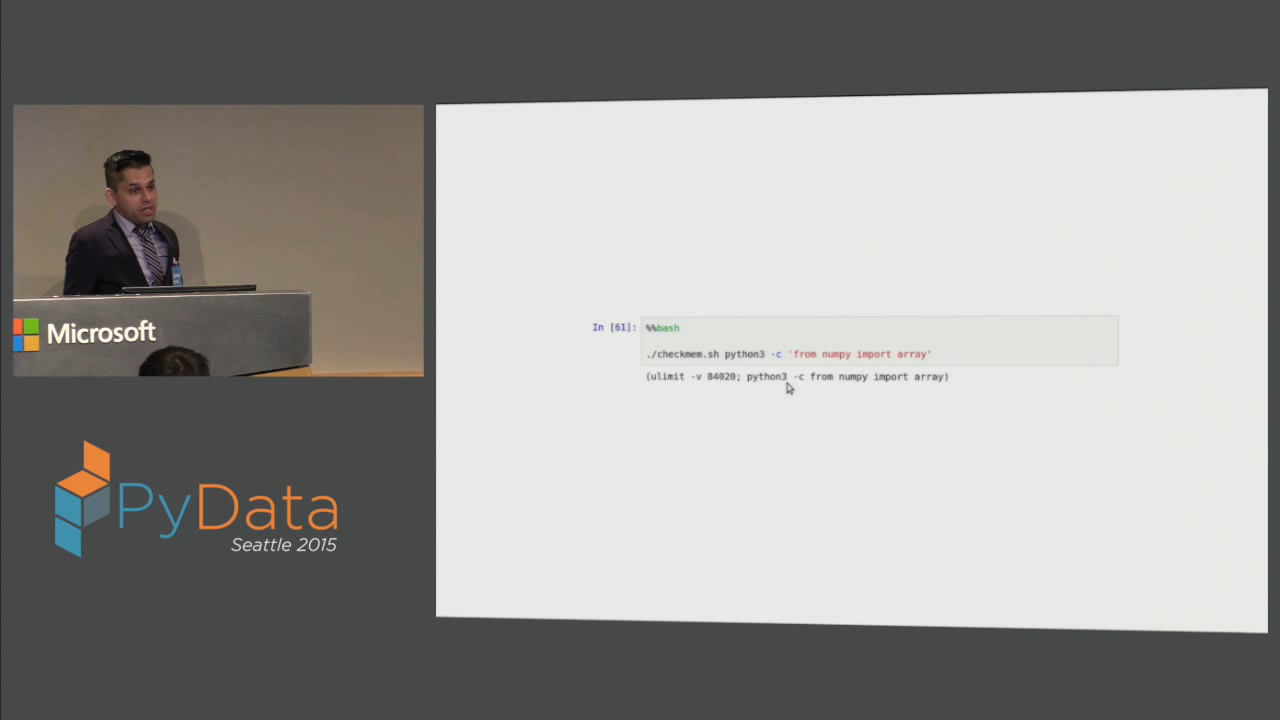 Microsoft
PyData
Seattle 2015
In [61]: %%bash
./checkmem.sh python3 -c 'from numpy import array'
(ulimit -v 84020; python3 -c from numpy import array)